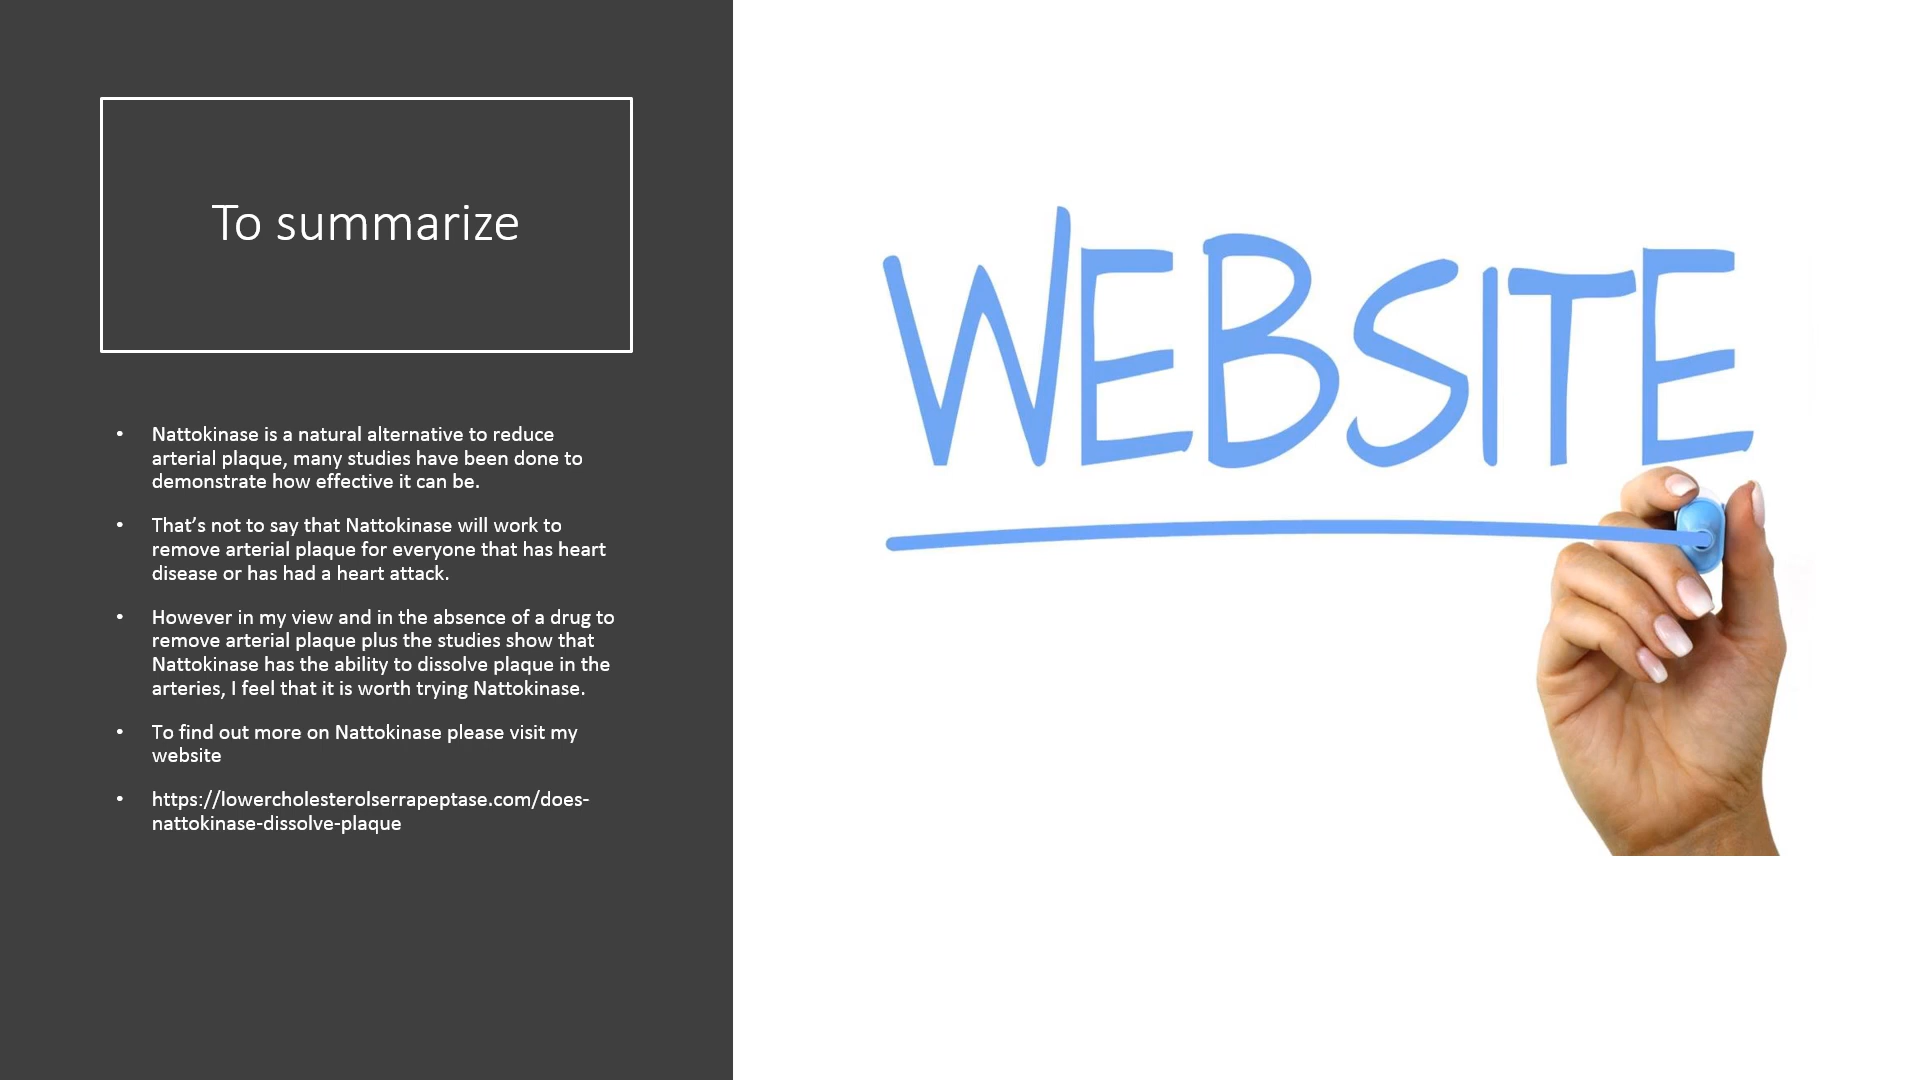 To summarize
• Nattokinase is a natural alternative to reduce
arterial plaque, many studies have been done to
demonstrate how effective it can be.
• That’s not to say that Nattokinase will work to
remove arterial plaque for everyone that has heart
disease or has had a heart attack.
• However in my view and in the absence of a drug to
remove arterial plaque plus the studies show that
Nattokinase has the ability to dissolve plaque in the
arteries, I feel that it is worth trying Nattokinase.
• To find out more on Nattokinase please visit my
website
• https://lowercholesterolserrapeptase.com/does-
nattokinase-dissolve-plaque
WEBSITE